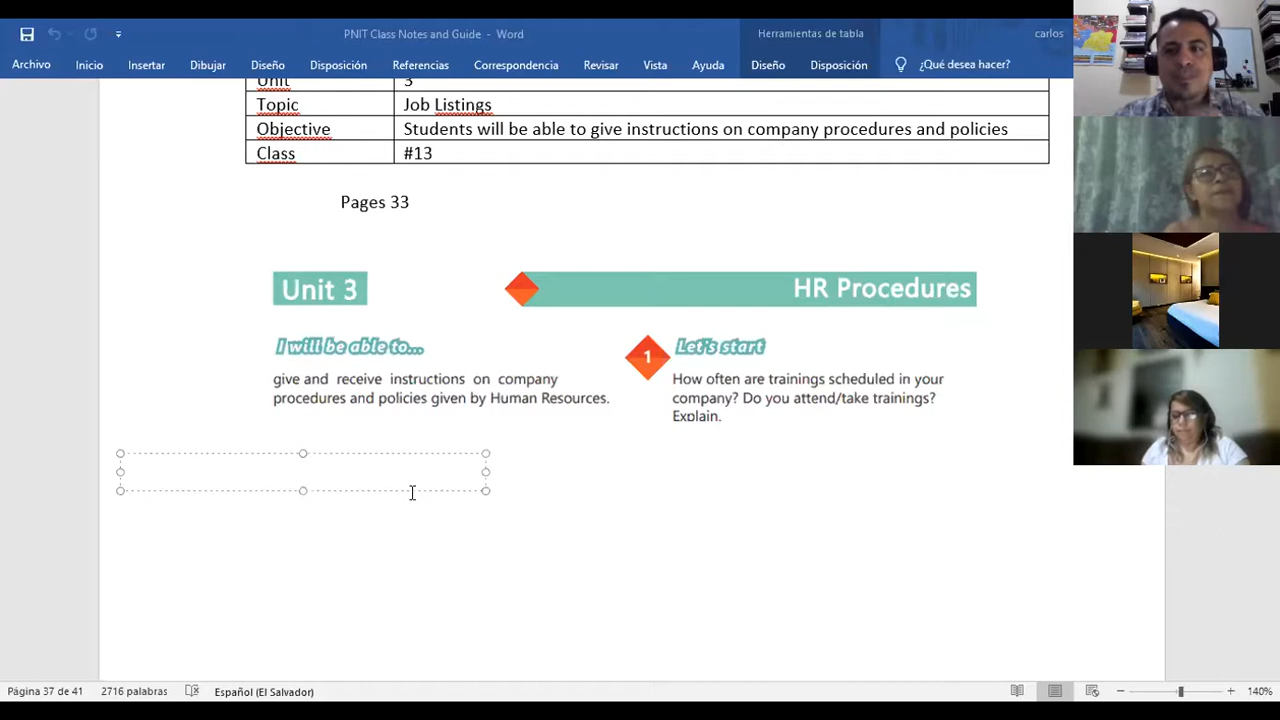 PNIT Class Notes and Guide - Word
Herramientas de tabla
carlos
Archivo Inicio Insertar Dibujar Diseño Disposición Referencias Correspondencia Revisar Vista Ayuda Diseño Disposición ¿Qué desea hacer?
Unit 3
Topic Job Listings
Objective Students will be able to give instructions on company procedures and policies
Class #13
Pages 33
Unit 3
HR Procedures
I will be able to...
give and receive instructions on company
procedures and policies given by Human Resources.
1 Let's start
How often are trainings scheduled in your
company? Do you attend/take trainings?
Explain.
Página 37 de 41 2716 palabras Español (El Salvador) 140%